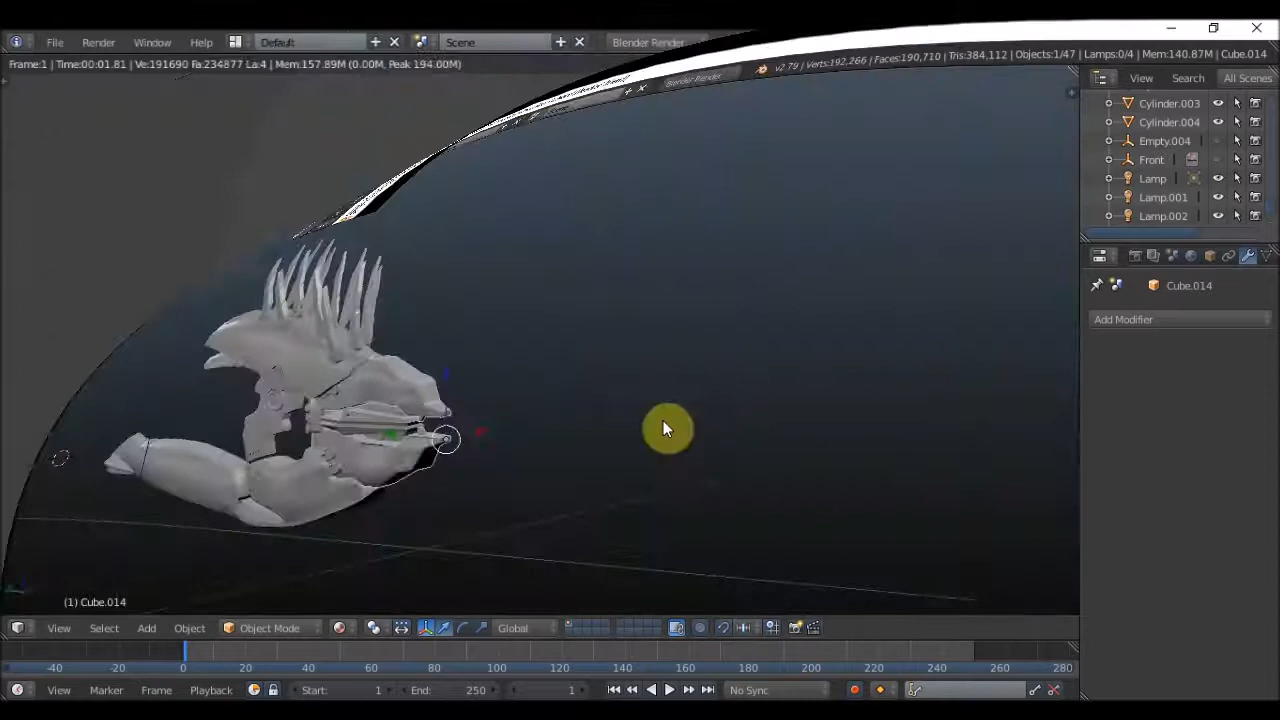 File Render Window Help Default Scene Blender Render
v2.79 | Verts:192,266 | Faces:190,710 | Tris:384,112 | Objects:1/47 | Lamps:0/4 | Mem:140.87M | Cube.014
Frame:1 | Time:00:01.81 | Ve:191690 Fa:234877 La:4 | Mem:157.89M (0.00M, Peak 194.00M)
Blender Render
View Search All Scenes
Cylinder.003
Cylinder.004
Empty.004
Front
Lamp
Lamp.001
Lamp.002
Cube.014
Add Modifier
(1) Cube.014
View Select Add Object Object Mode Global
-40 -20 0 20 40 60 80 100 120 140 160 180 200 220 240 260 280
View Marker Frame Playback Start: 1 End: 250 1 No Sync